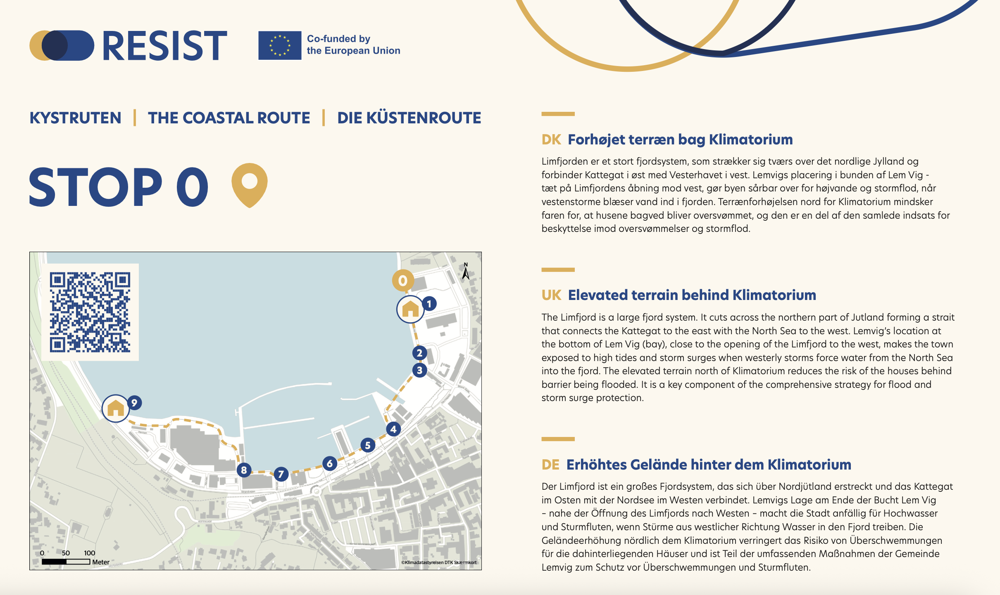 RESIST
Co-funded by
the European Union
KYSTRUTEN | THE COASTAL ROUTE | DIE KÜSTENROUTE
STOP 0
N
0
1
2
3
4
5
6
7
8
9
Strandvejen
Strandvejen
VESTERGADE
VESTERGADE
Havnen
Havnen
0 50 100
Meter
©Klimadatastyrelsen DTK Skærmkort
DK Forhøjet terræn bag Klimatorium
Limfjorden er et stort fjordsystem, som strækker sig tværs over det nordlige Jylland og
forbinder Kattegat i øst med Vesterhavet i vest. Lemvigs placering i bunden af Lem Vig -
tæt på Limfjordens åbning mod vest, gør byen sårbar over for højvande og stormflod, når
vestenstorme blæser vand ind i fjorden. Terrænforhøjelsen nord for Klimatorium mindsker
faren for, at husene bagved bliver oversvømmet, og den er en del af den samlede indsats for
beskyttelse imod oversvømmelser og stormflod.
UK Elevated terrain behind Klimatorium
The Limfjord is a large fjord system. It cuts across the northern part of Jutland forming a strait
that connects the Kattegat to the east with the North Sea to the west. Lemvig’s location at
the bottom of Lem Vig (bay), close to the opening of the Limfjord to the west, makes the town
exposed to high tides and storm surges when westerly storms force water from the North Sea
into the fjord. The elevated terrain north of Klimatorium reduces the risk of the houses behind
barrier being flooded. It is a key component of the comprehensive strategy for flood and
storm surge protection.
DE Erhöhtes Gelände hinter dem Klimatorium
Der Limfjord ist ein großes Fjordsystem, das sich über Nordjütland erstreckt und das Kattegat
im Osten mit der Nordsee im Westen verbindet. Lemvigs Lage am Ende der Bucht Lem Vig
– nahe der Öffnung des Limfjords nach Westen – macht die Stadt anfällig für Hochwasser
und Sturmfluten, wenn Stürme aus westlicher Richtung Wasser in den Fjord treiben. Die
Geländeerhöhung nördlich dem Klimatorium verringert das Risiko von Überschwemmungen
für die dahinterliegenden Häuser und ist Teil der umfassenden Maßnahmen der Gemeinde
Lemvig zum Schutz vor Überschwemmungen und Sturmfluten.